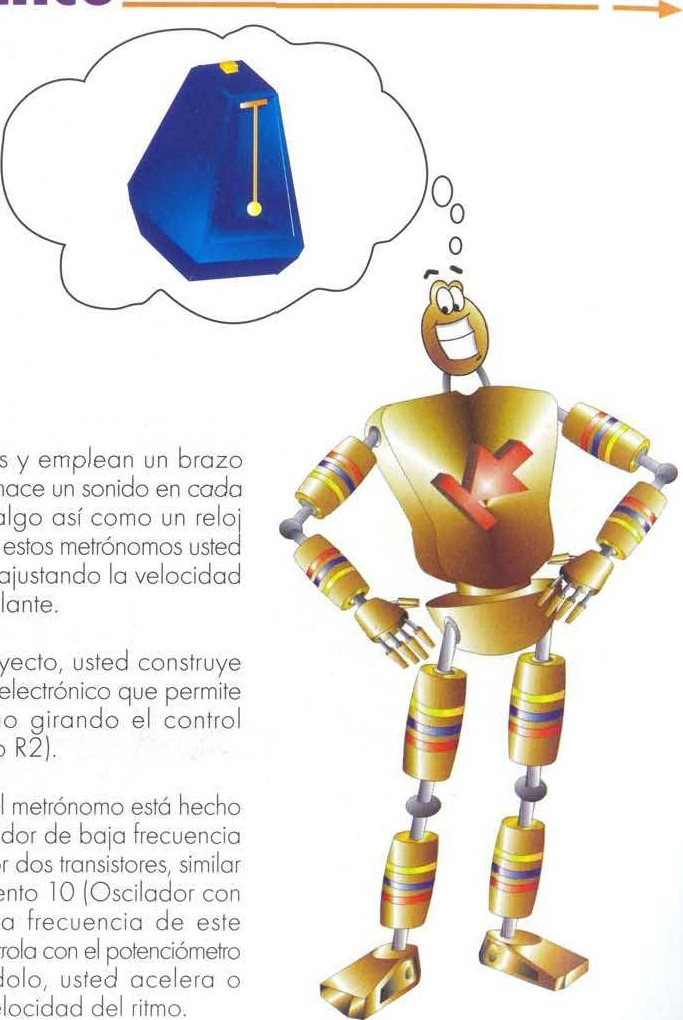 s y emplean un brazo
hace un sonido en cada
algo así como un reloj
estos metrónomos usted
ajustando la velocidad
lante.
yecto, usted construye
electrónico que permite
o girando el control
o R2).
l metrónomo está hecho
dor de baja frecuencia
or dos transistores, similar
ento 10 (Oscilador con
a frecuencia de este
trola con el potenciómetro
dolo, usted acelera o
elocidad del ritmo.